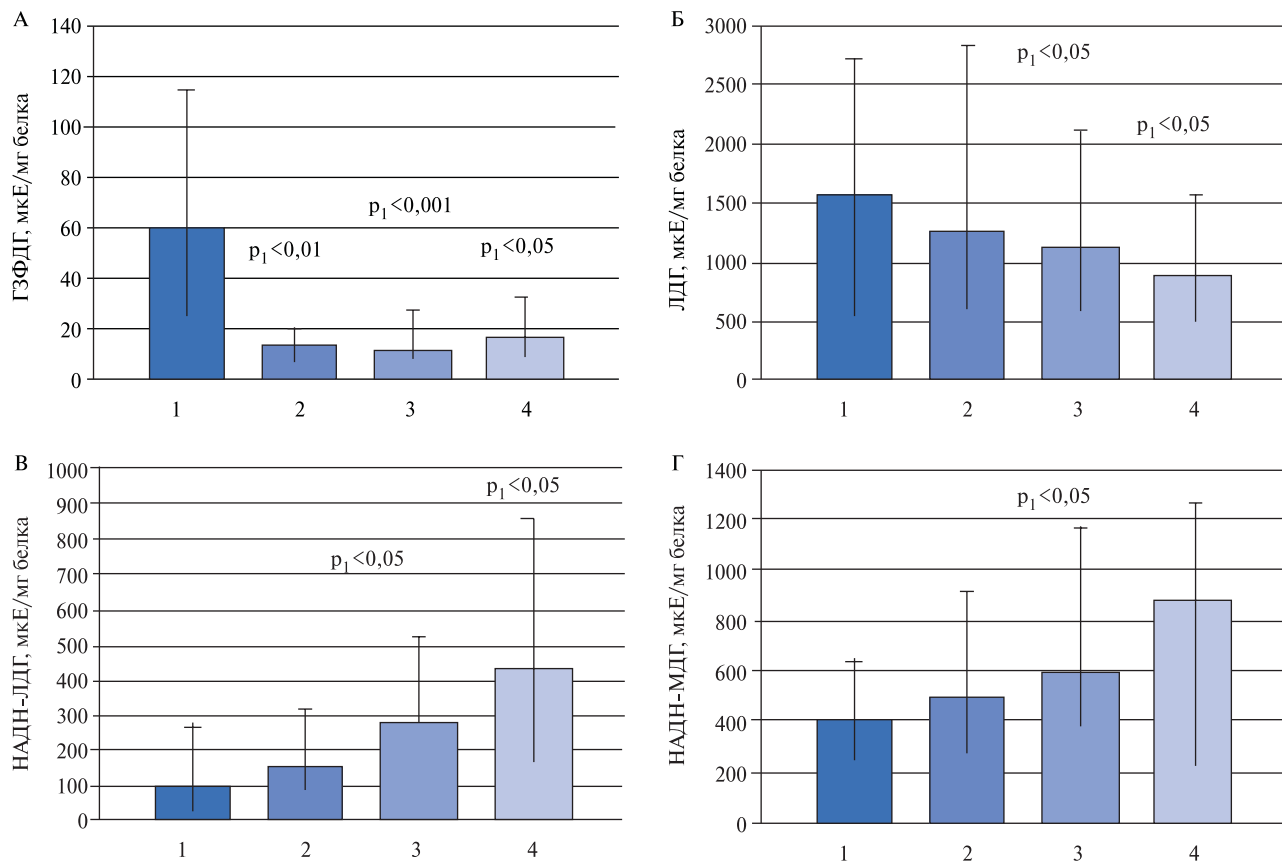 А
ГЗФДГ, мкЕ/мг белка
140
120
100
80
60
40
20
0
p₁<0,01
p₁<0,001
p₁<0,05
1 2 3 4
Б
ЛДГ, мкЕ/мг белка
3000
2500
2000
1500
1000
500
0
p₁<0,05
p₁<0,05
1 2 3 4
В
НАДН-ЛДГ, мкЕ/мг белка
1000
900
800
700
600
500
400
300
200
100
0
p₁<0,05
p₁<0,05
1 2 3 4
Г
НАДН-МДГ, мкЕ/мг белка
1400
1200
1000
800
600
400
200
0
p₁<0,05
1 2 3 4